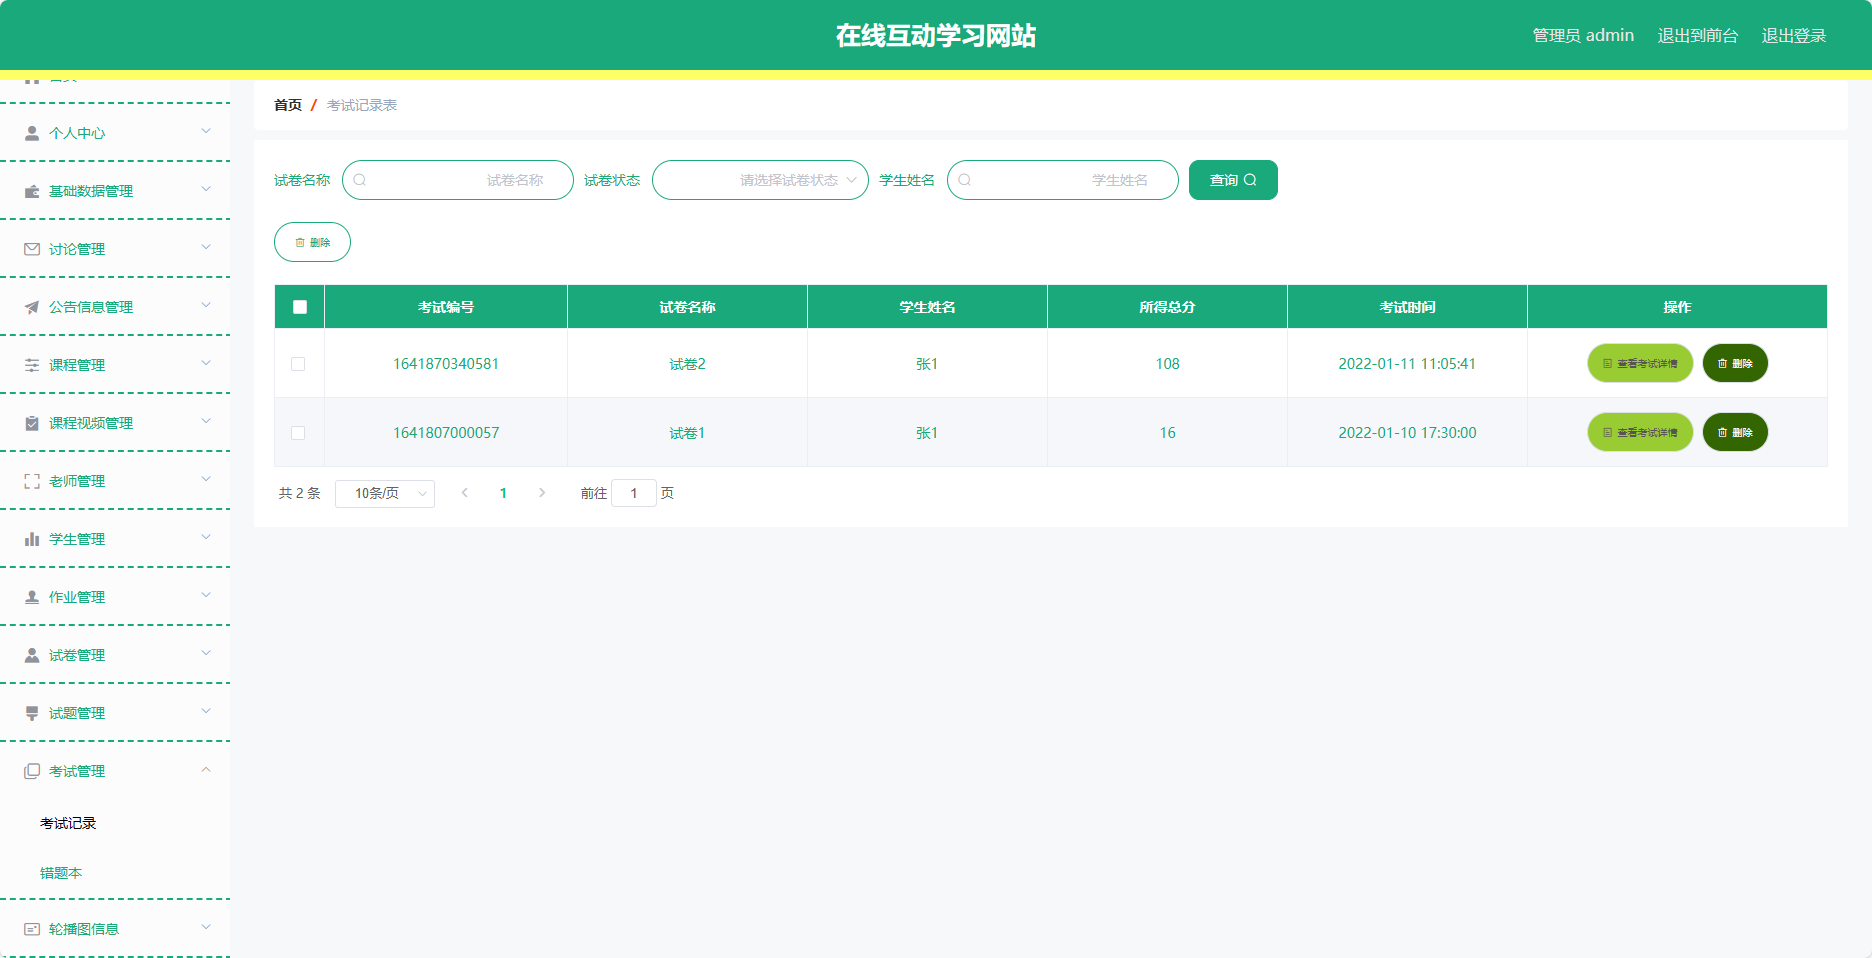 在线互动学习网站
管理员 admin 退出到前台 退出登录
首页 / 考试记录表
个人中心
基础数据管理
讨论管理
公告信息管理
课程管理
课程视频管理
老师管理
学生管理
作业管理
试卷管理
试题管理
考试管理
考试记录
错题本
轮播图信息
试卷名称 试卷名称 试卷状态 请选择试卷状态 学生姓名 学生姓名 查询
删除
考试编号 试卷名称 学生姓名 所得总分 考试时间 操作
1641870340581 试卷2 张1 108 2022-01-11 11:05:41 查看考试详情 删除
1641807000057 试卷1 张1 16 2022-01-10 17:30:00 查看考试详情 删除
共 2 条 10条/页 1 前往 1 页